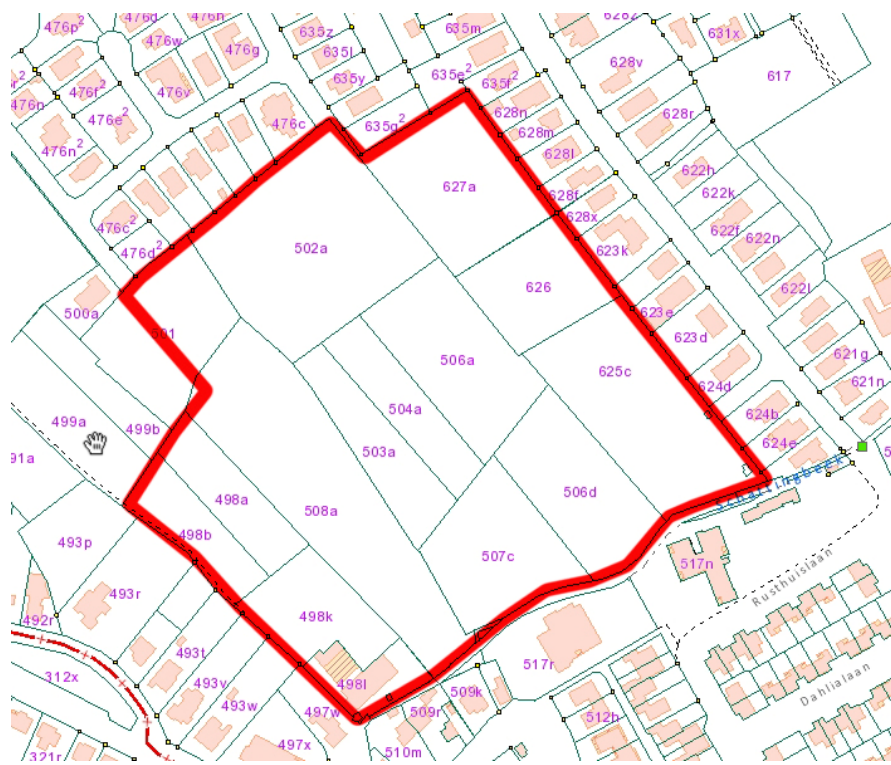 476p²
476d
476h
635z
635m
628z
631x
476w
476g
635l
628v
617
476v
635y
635e²
635f²
476f²
476n
628n
628r
476e²
476c
635g²
628m
476n²
628l
622h
627a
628f
622k
476c²
628x
622f
622n
476d²
502a
623k
626
622l
500a
623e
501
623d
506a
621g
625c
624d
621n
504a
499a
624b
499b
503a
624e
91a
Schattingbeek
498a
506d
508a
498b
493p
507c
517n
Rusthuislaan
493r
498k
492r
493t
517r
312x
Dahlialaan
498l
493v
509k
493w
497w
509r
512h
497x
510m
321r